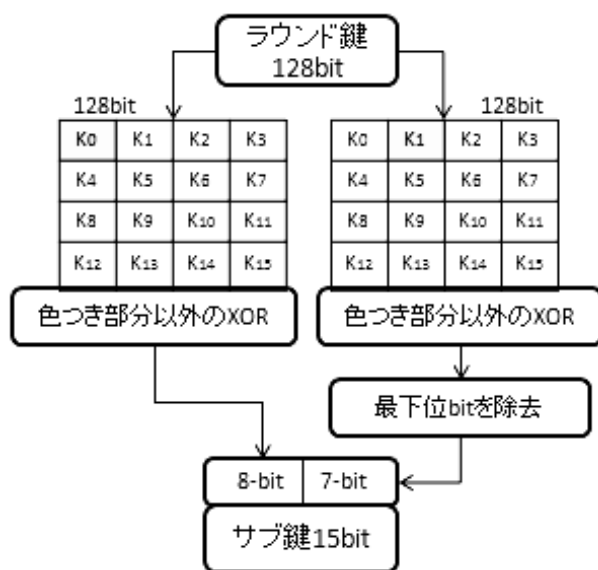 ラウンド鍵
128bit
128bit
128bit
K0 K1 K2 K3
K4 K5 K6 K7
K8 K9 K10 K11
K12 K13 K14 K15
K0 K1 K2 K3
K4 K5 K6 K7
K8 K9 K10 K11
K12 K13 K14 K15
色つき部分以外のXOR
色つき部分以外のXOR
最下位bitを除去
8-bit 7-bit
サブ鍵15bit